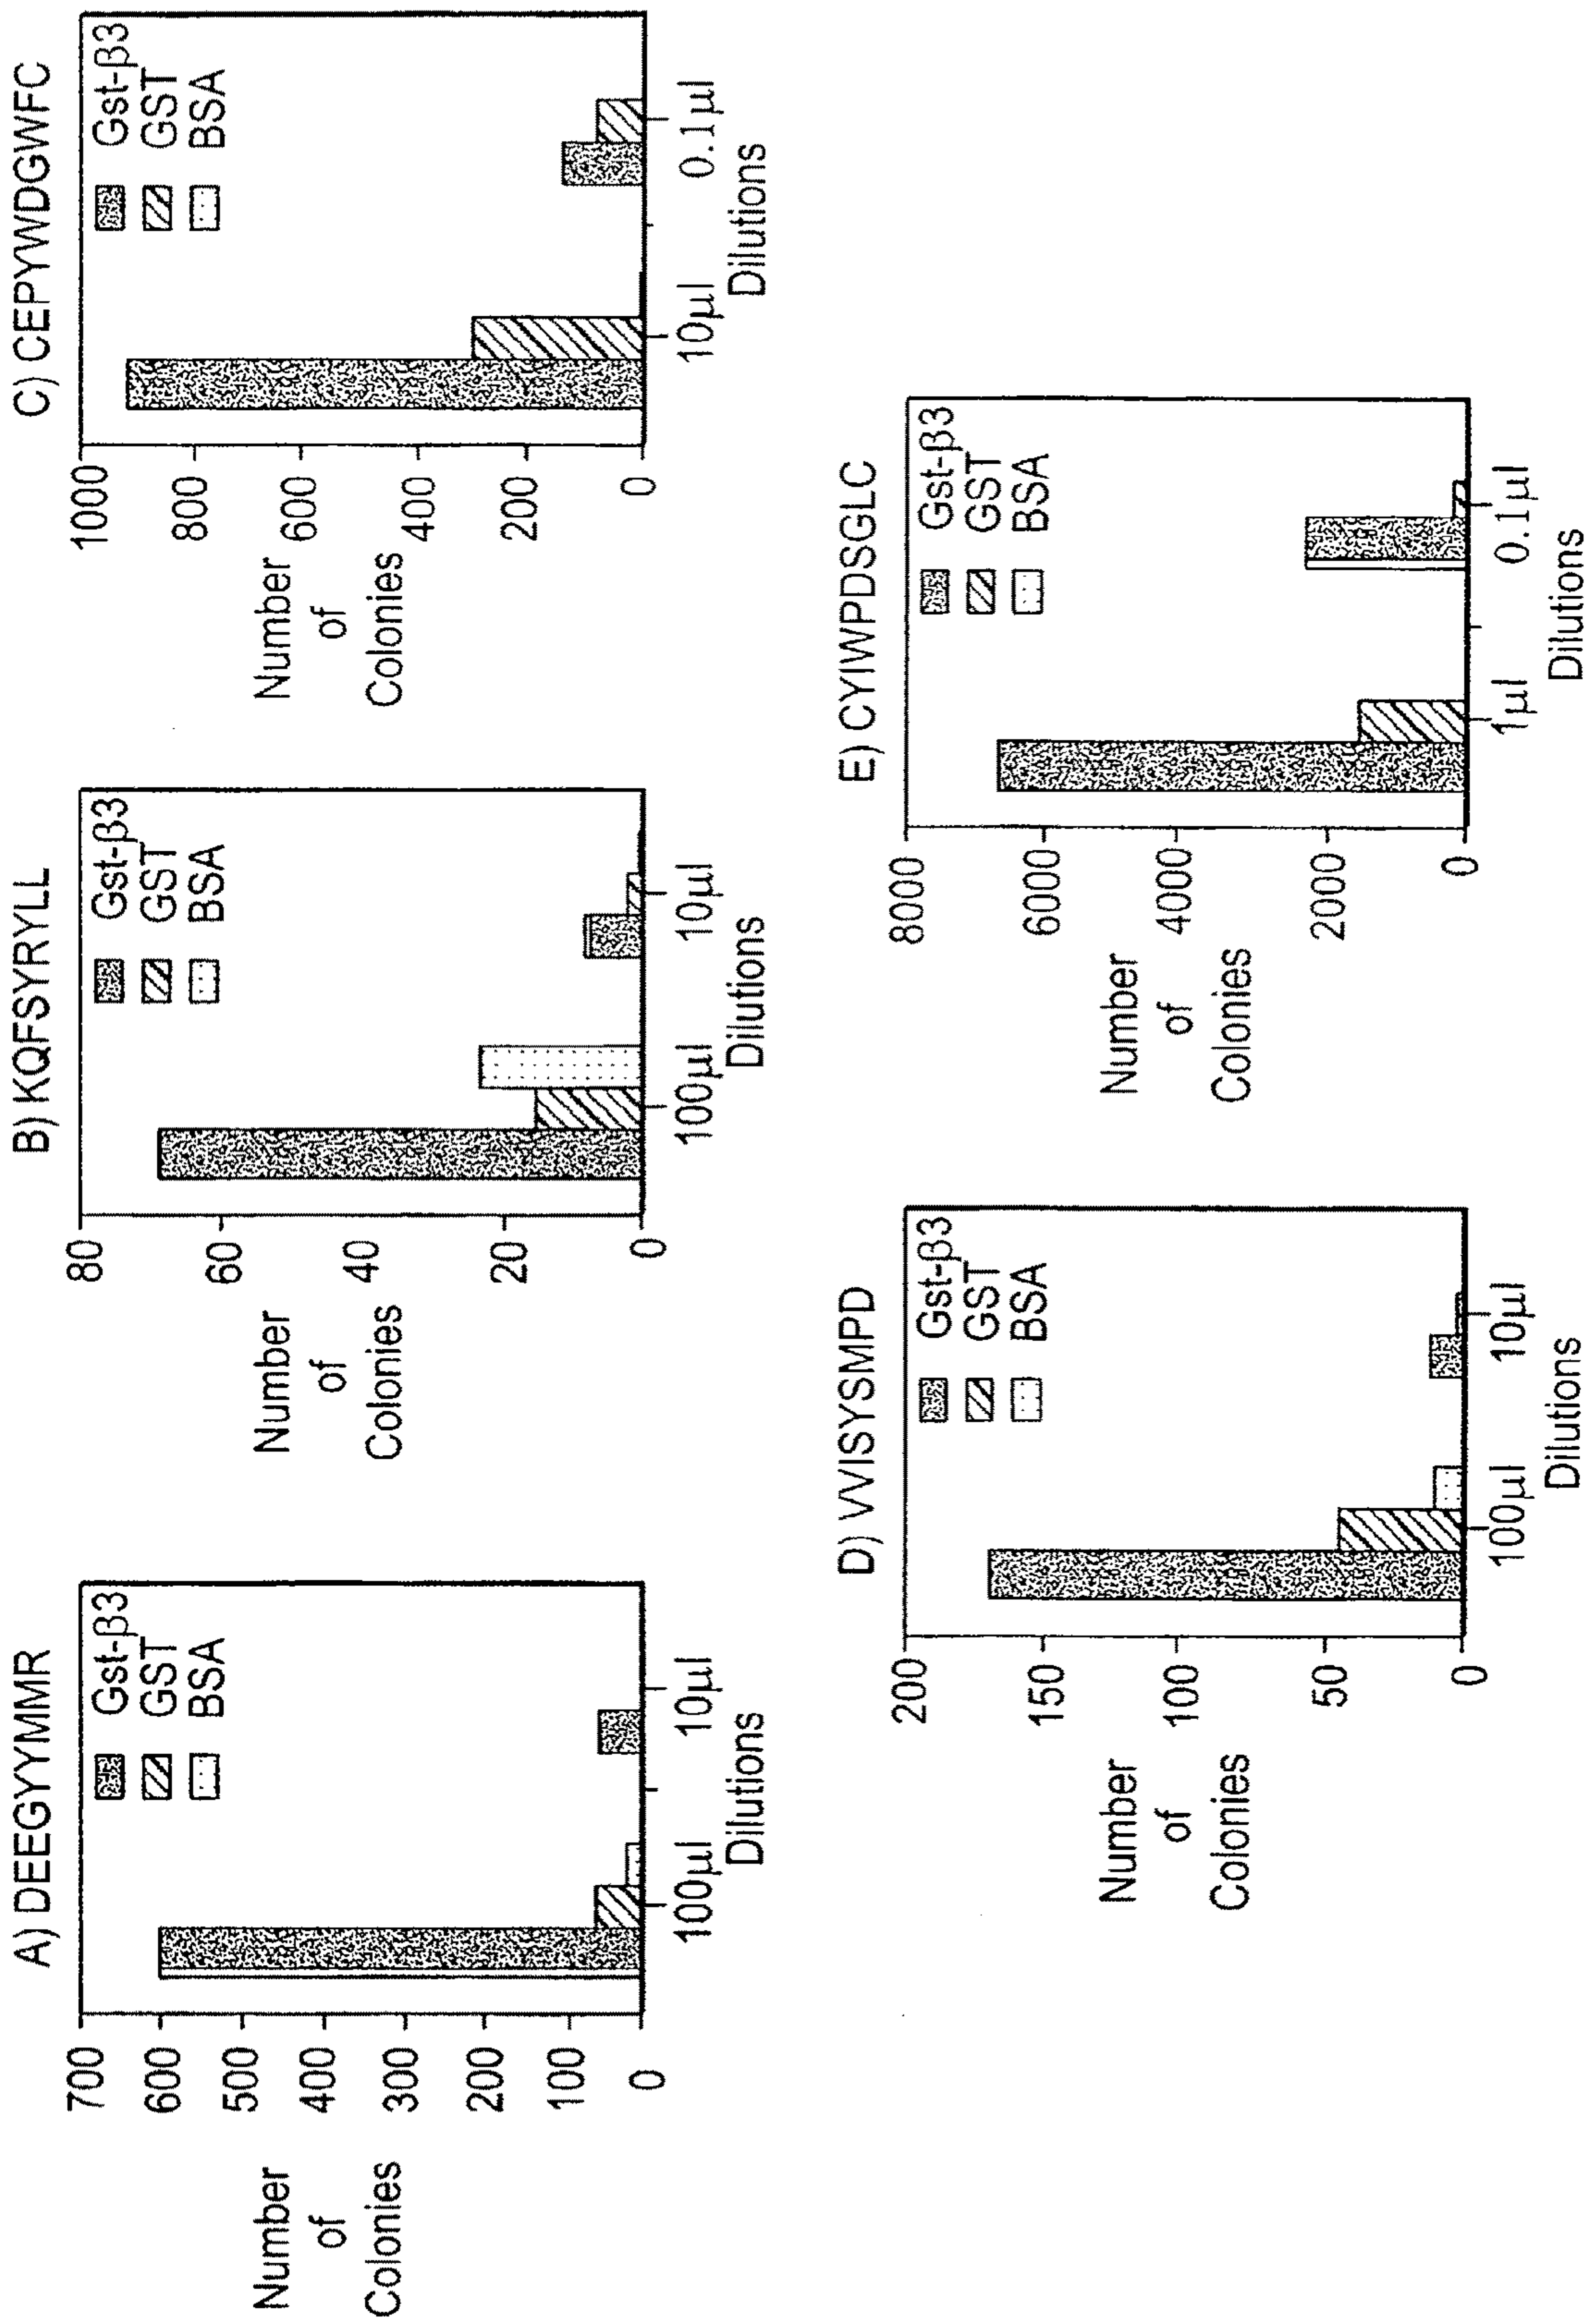 A) DEEGYYMMR
Number
of
Colonies
700
600
500
400
300
200
100
0
Gst-β3
GST
BSA
100μl
10μl
Dilutions
B) KQFSYRYLL
Number
of
Colonies
80
60
40
20
0
Gst-β3
GST
BSA
100μl
10μl
Dilutions
C) CEPYWDGWFC
Number
of
Colonies
1000
800
600
400
200
0
Gst-β3
GST
BSA
10μl
0.1μl
Dilutions
D) VVISYSMPD
Number
of
Colonies
200
150
100
50
0
Gst-β3
GST
BSA
100μl
10μl
Dilutions
E) CYIWPDSGLC
Number
of
Colonies
8000
6000
4000
2000
0
Gst-β3
GST
BSA
1μl
0.1μl
Dilutions